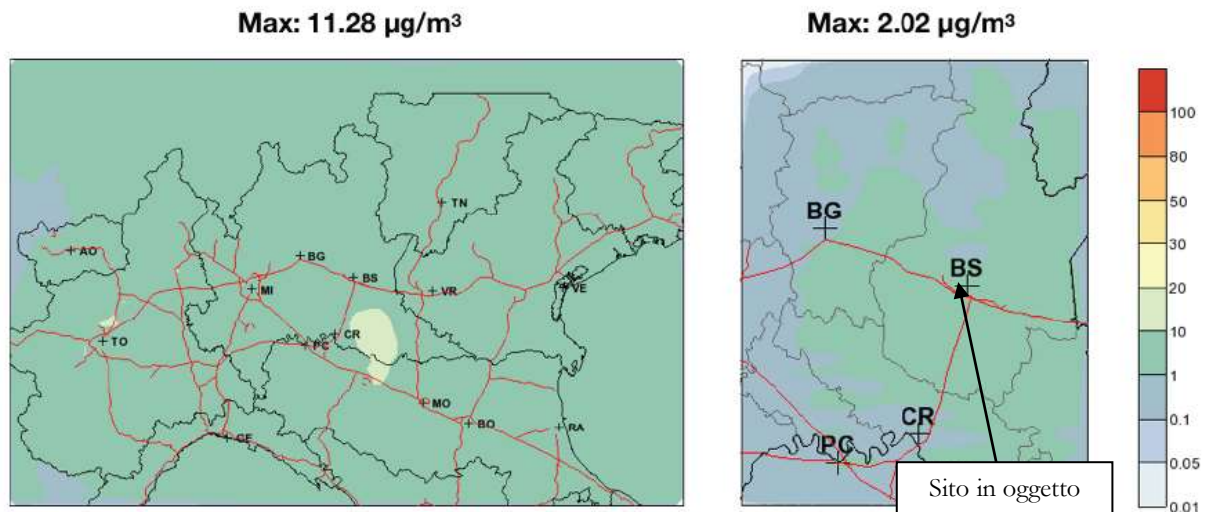 Max: 11.28 µg/m³
Max: 2.02 µg/m³
TN
AO
BG
BS
MI
VR
VE
TO
CR
PC
MO
BO
RA
GE
BG
BS
CR
PC
Sito in oggetto
100
80
50
30
20
10
1
0.1
0.05
0.01